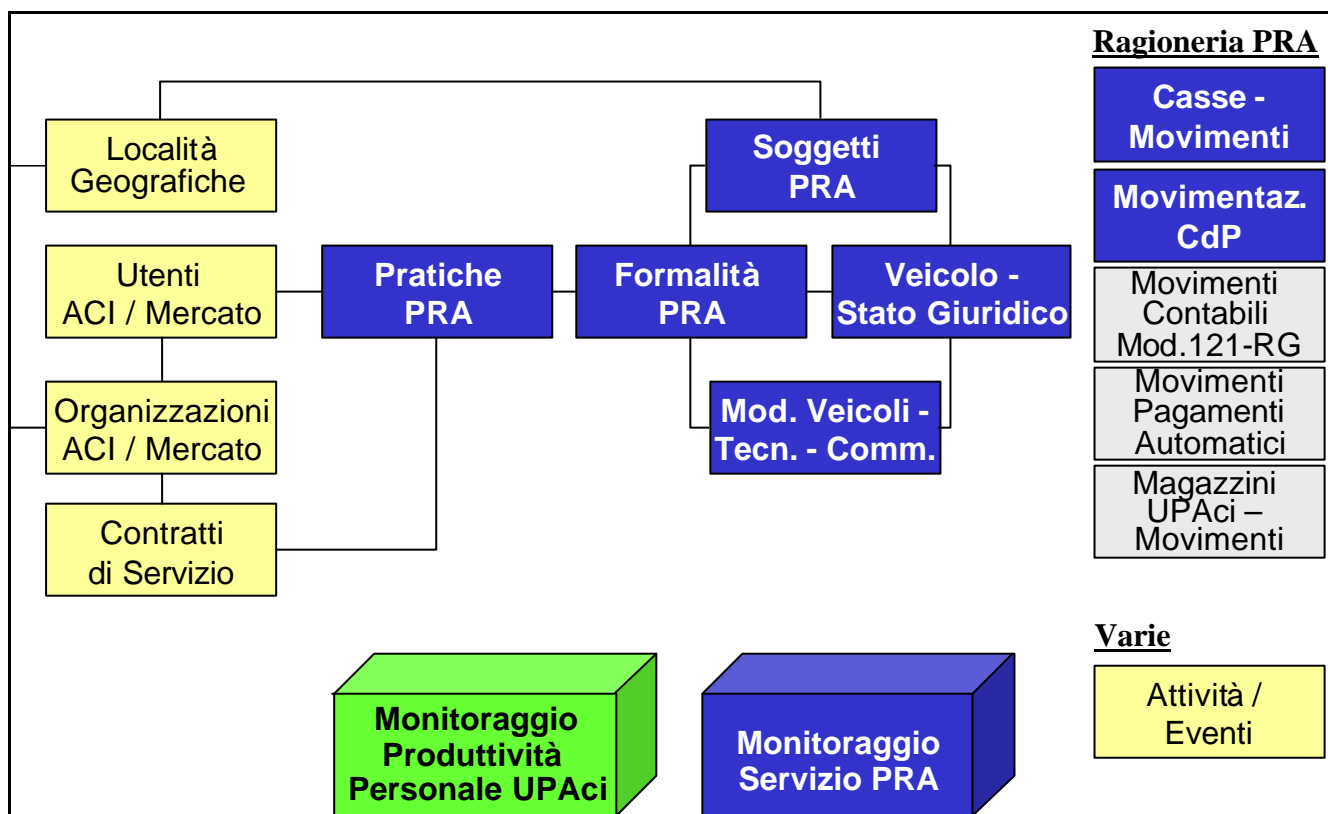 Ragioneria PRA
Casse -
Movimenti
Località
Geografiche
Soggetti
PRA
Movimentaz.
CdP
Utenti
ACI / Mercato
Pratiche
PRA
Formalità
PRA
Veicolo -
Stato Giuridico
Movimenti
Contabili
Mod.121-RG
Organizzazioni
ACI / Mercato
Mod. Veicoli -
Tecn. - Comm.
Movimenti
Pagamenti
Automatici
Contratti
di Servizio
Magazzini
UPAci –
Movimenti
Monitoraggio
Produttività
Personale UPAci
Monitoraggio
Servizio PRA
Varie
Attività /
Eventi